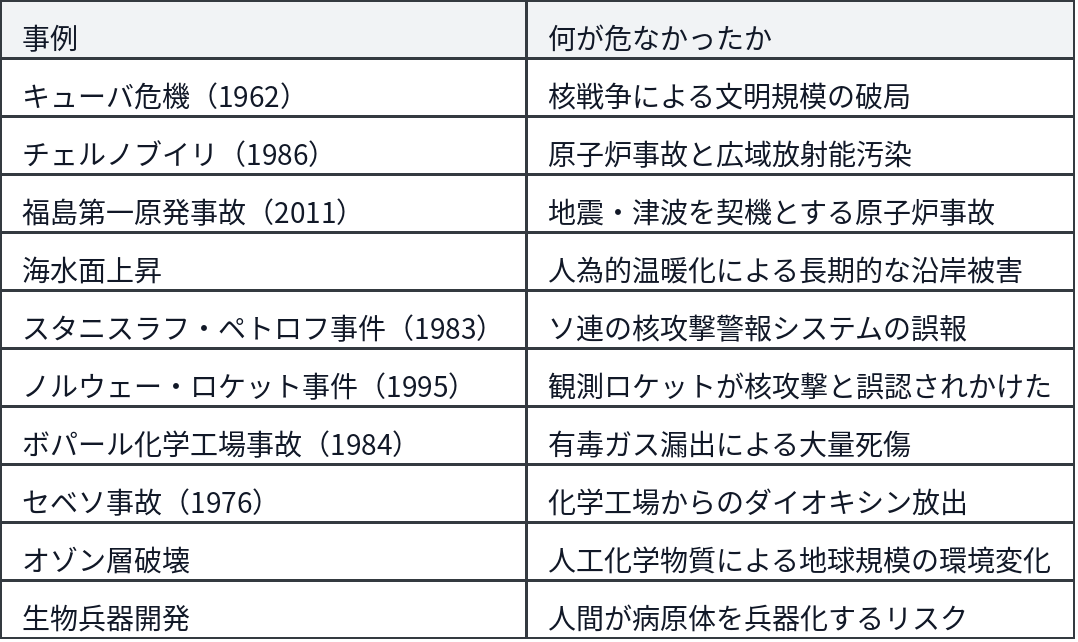 事例 何が危なかったか
キューバ危機（1962） 核戦争による文明規模の破局
チェルノブイリ（1986） 原子炉事故と広域放射能汚染
福島第一原発事故（2011） 地震・津波を契機とする原子炉事故
海水面上昇 人為的温暖化による長期的な沿岸被害
スタニスラフ・ペトロフ事件（1983） ソ連の核攻撃警報システムの誤報
ノルウェー・ロケット事件（1995） 観測ロケットが核攻撃と誤認されかけた
ボパール化学工場事故（1984） 有毒ガス漏出による大量死傷
セベソ事故（1976） 化学工場からのダイオキシン放出
オゾン層破壊 人工化学物質による地球規模の環境変化
生物兵器開発 人間が病原体を兵器化するリスク